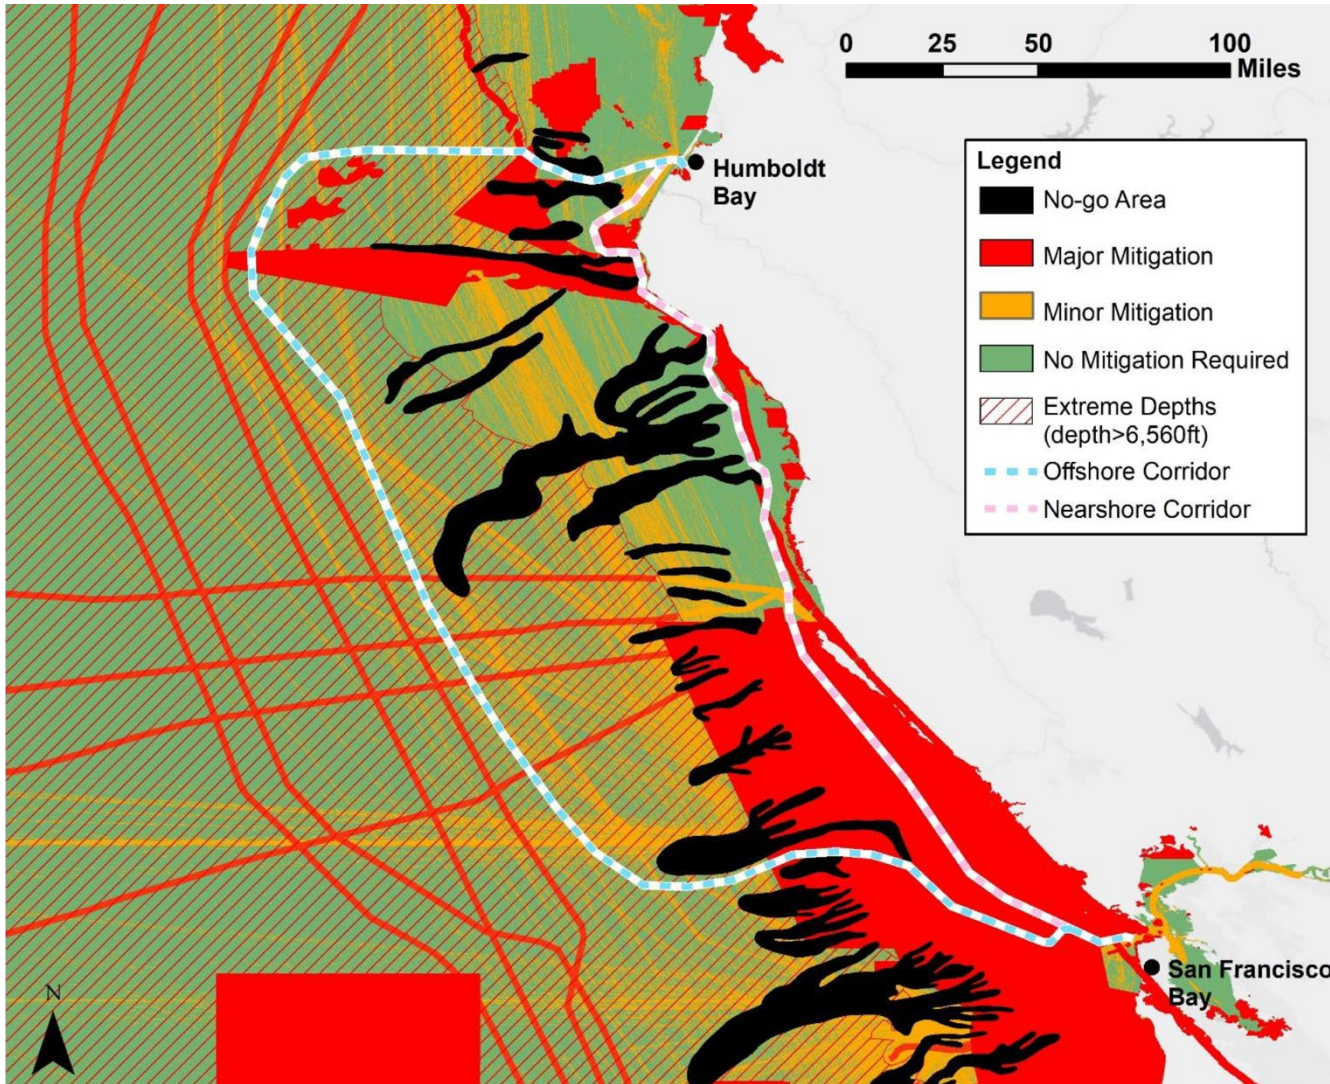 0 25 50 100
Miles
Legend
No-go Area
Major Mitigation
Minor Mitigation
No Mitigation Required
Extreme Depths
(depth>6,560ft)
Offshore Corridor
Nearshore Corridor
Humboldt
Bay
San Francisco
Bay
N